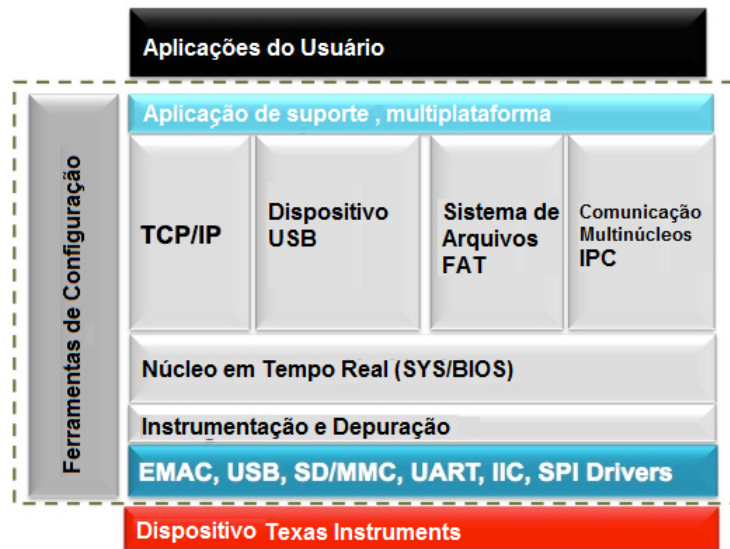 Aplicações do Usuário
Aplicação de suporte , multiplataforma
Ferramentas de Configuração
TCP/IP
Dispositivo
USB
Sistema de
Arquivos
FAT
Comunicação
Multinúcleos
IPC
Núcleo em Tempo Real (SYS/BIOS)
Instrumentação e Depuração
EMAC, USB, SD/MMC, UART, IIC, SPI Drivers
Dispositivo Texas Instruments